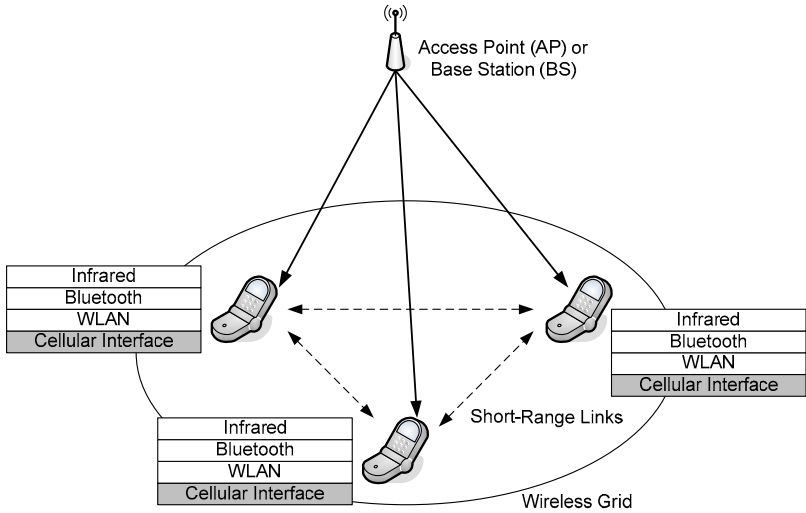 Access Point (AP) or
Base Station (BS)
Infrared
Bluetooth
WLAN
Cellular Interface
Infrared
Bluetooth
WLAN
Cellular Interface
Short-Range Links
Infrared
Bluetooth
WLAN
Cellular Interface
Wireless Grid